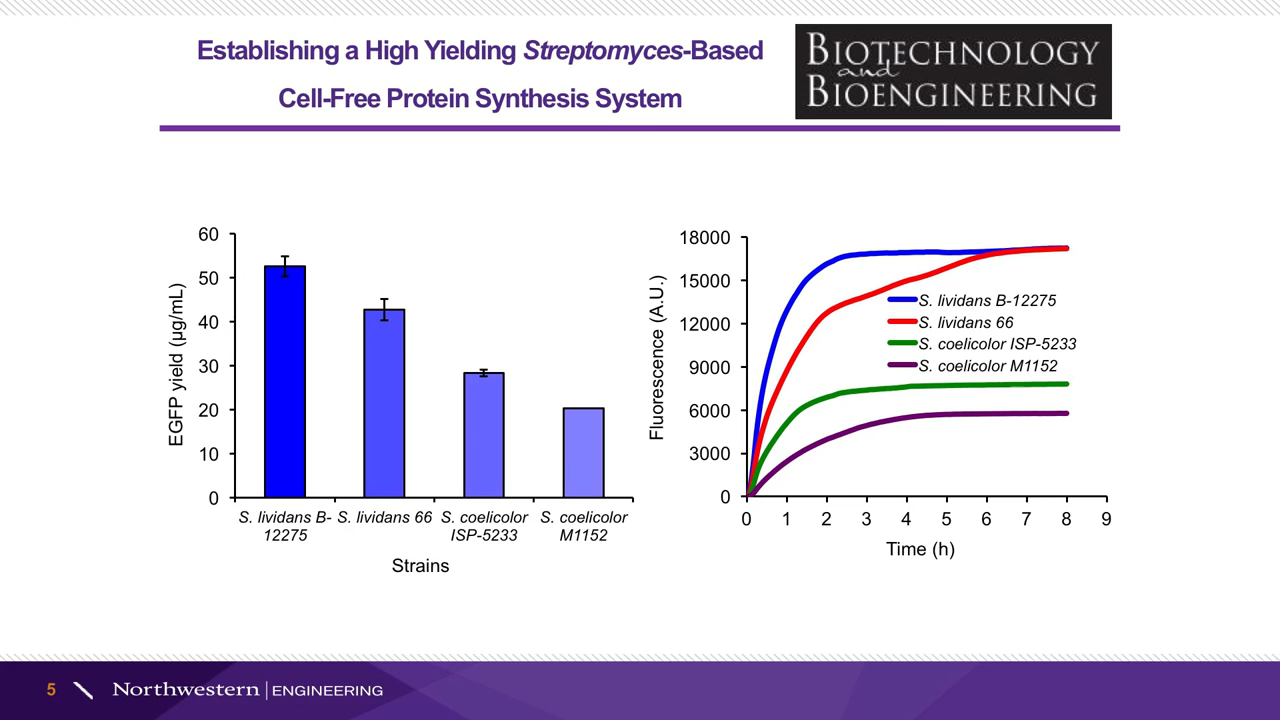 Establishing a High Yielding Streptomyces-Based
Cell-Free Protein Synthesis System
BIOTECHNOLOGY
and
BIOENGINEERING
60
50
40
30
20
10
0
EGFP yield (µg/mL)
S. lividans B-12275
S. lividans 66
S. coelicolor ISP-5233
S. coelicolor M1152
Strains
18000
15000
12000
9000
6000
3000
0
Fluorescence (A.U.)
S. lividans B-12275
S. lividans 66
S. coelicolor ISP-5233
S. coelicolor M1152
0 1 2 3 4 5 6 7 8 9
Time (h)
5
Northwestern | ENGINEERING